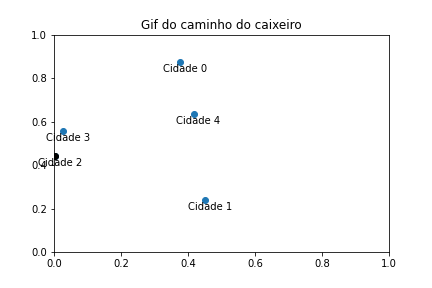 Gif do caminho do caixeiro
1.0
Cidade 0
0.8
Cidade 4
0.6
Cidade 3
Cidade 2
0.4
Cidade 1
0.2
0.0
0.0 0.2 0.4 0.6 0.8 1.0